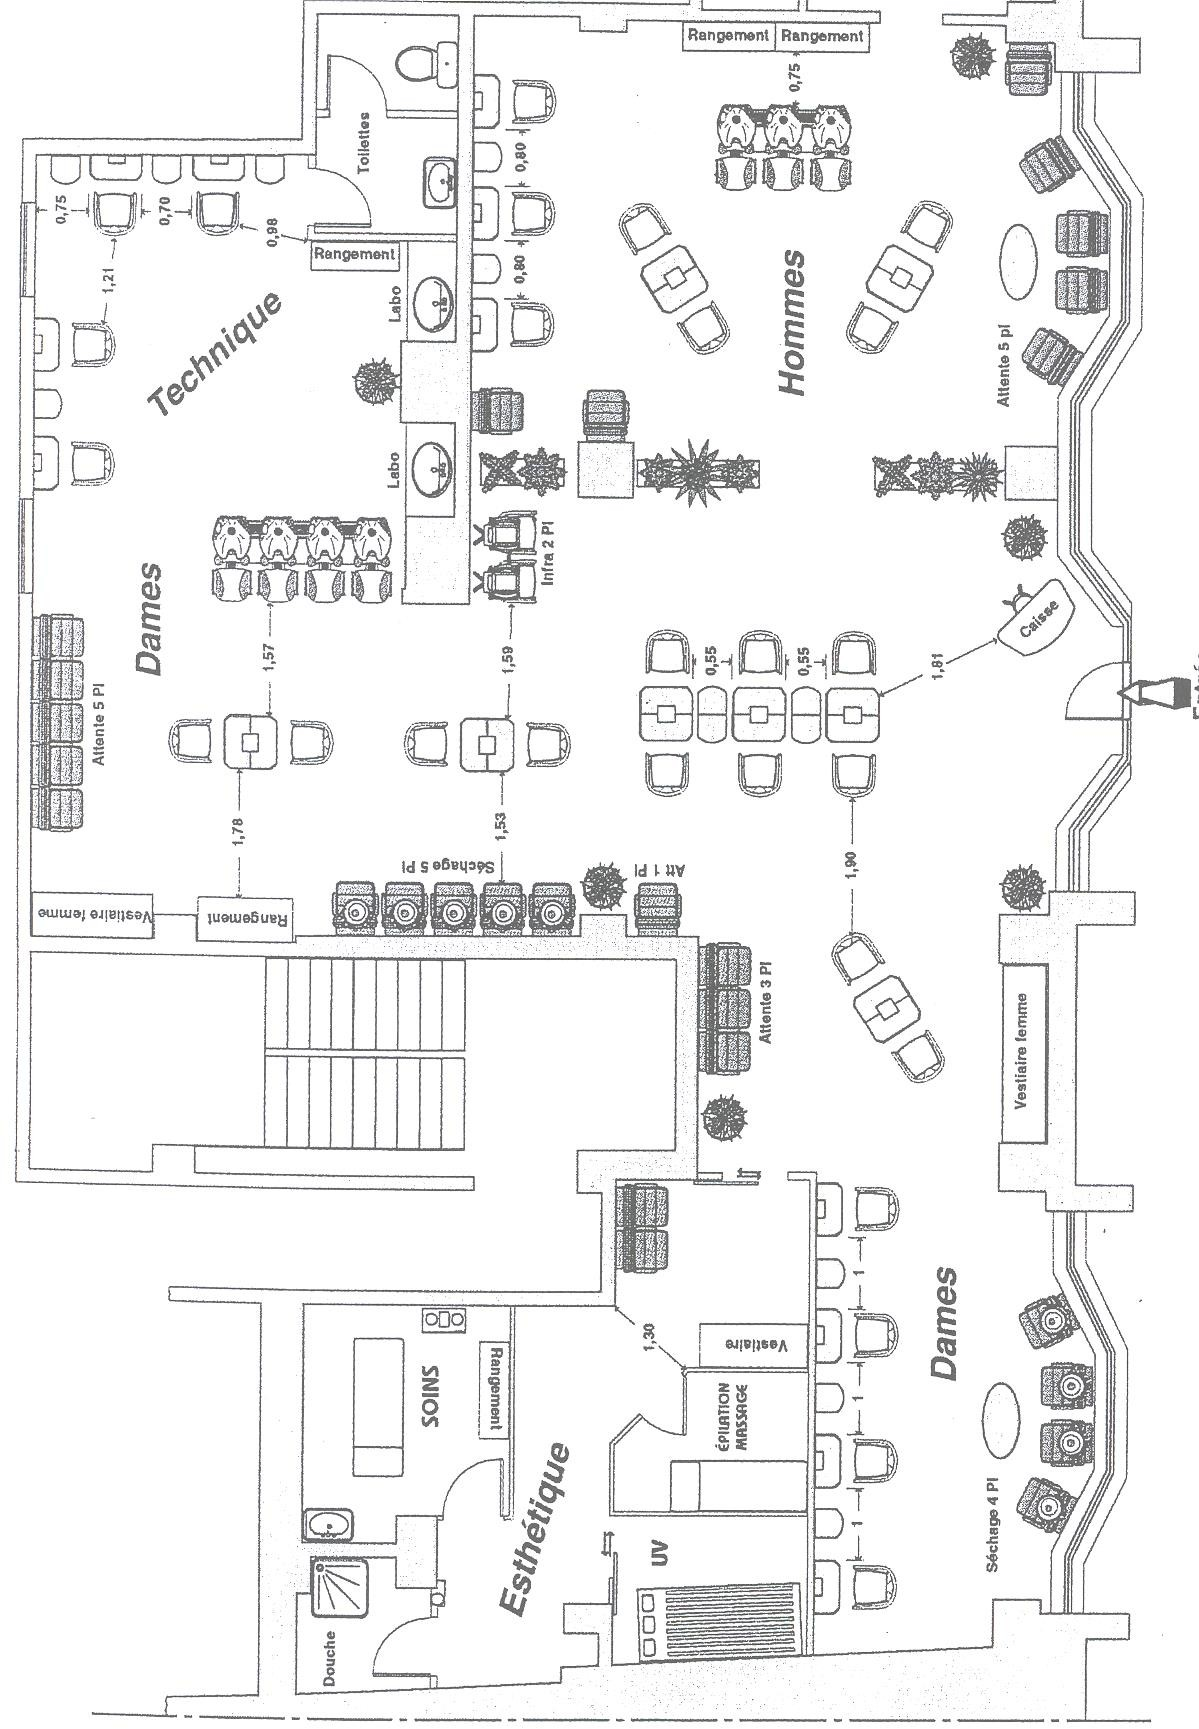 Rangement
Rangement
0,75
Toilettes
0,80
0,80
0,75
0,70
0,98
1,21
Rangement
Labo
Labo
Technique
Hommes
Attente 5 pl
Dames
Attente 5 Pl
Infra 2 Pl
1,57
1,59
0,55
0,55
1,81
Caisse
1,78
1,53
1,90
Séchage 5 Pl
Att 1 Pl
Vestiaire femme
Rangement
Attente 3 Pl
Vestiaire femme
1,30
Vestiaire
SOINS
Rangement
ÉPILATION
MASSAGE
Esthétique
UV
Douche
1
1
1
Dames
Séchage 4 Pl